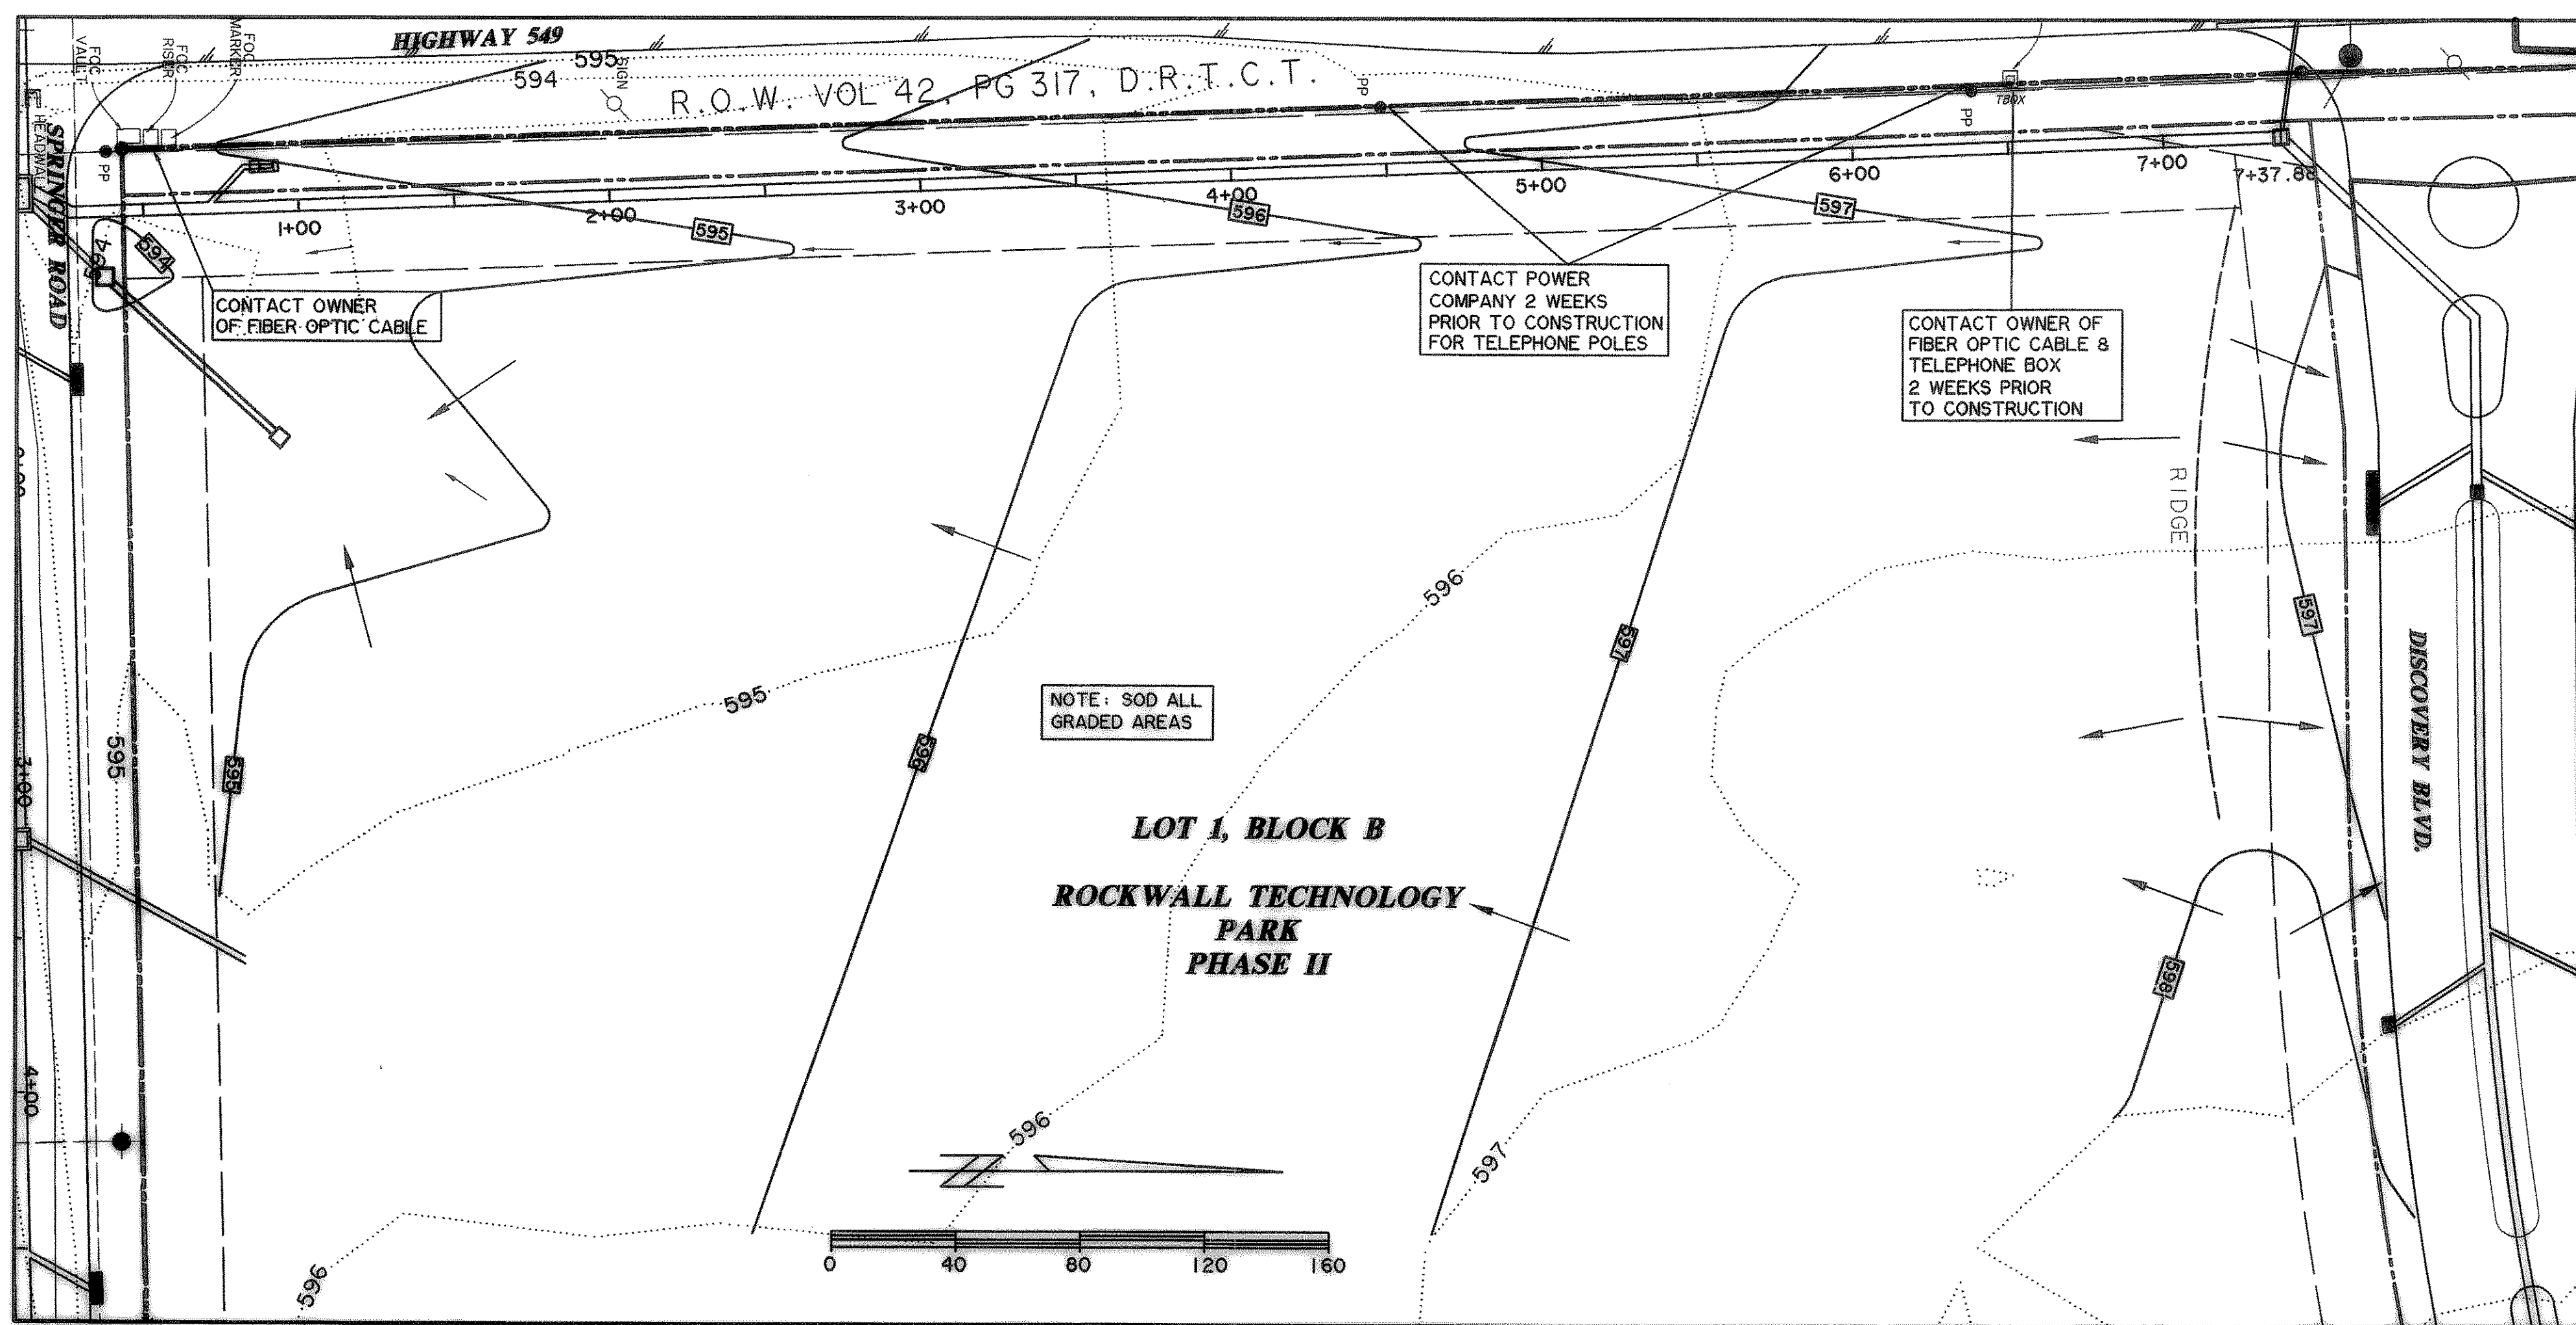 HIGHWAY 549
FOC
VAULT
FOC
RISER
FOC
MARKER
595
594
SIGN
R.O.W. VOL 42, PG 317, D.R.T.C.T.
PP
PP
TBOX
HEADWALL
SPRINGER ROAD
PP
1+00
2+00
3+00
4+00
5+00
6+00
7+00
7+37.88
594
594
595
596
597
CONTACT OWNER
OF FIBER OPTIC CABLE
CONTACT POWER
COMPANY 2 WEEKS
PRIOR TO CONSTRUCTION
FOR TELEPHONE POLES
CONTACT OWNER OF
FIBER OPTIC CABLE &
TELEPHONE BOX
2 WEEKS PRIOR
TO CONSTRUCTION
RIDGE
596
597
597
DISCOVERY BLVD.
595
NOTE: SOD ALL
GRADED AREAS
595
595
596
3+00
LOT 1, BLOCK B
ROCKWALL TECHNOLOGY
PARK
PHASE II
598
4+00
596
597
596
0 40 80 120 160